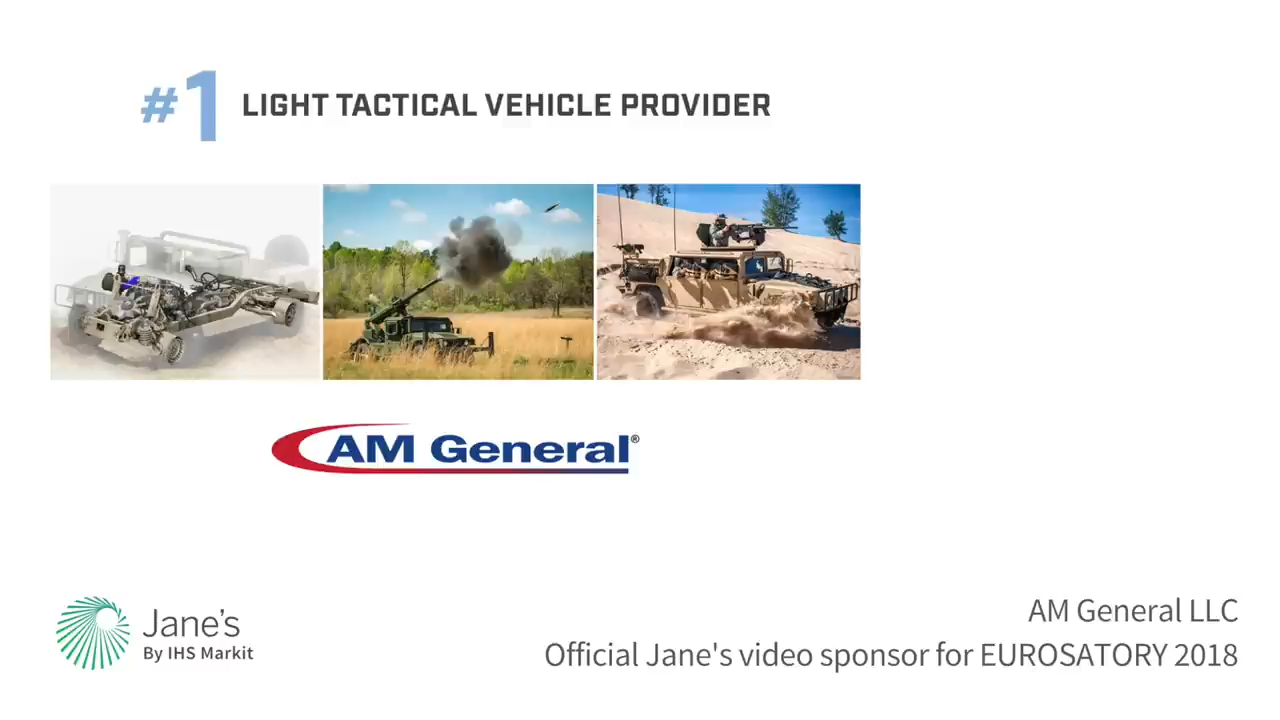 #1 LIGHT TACTICAL VEHICLE PROVIDER
AM General®
Jane's
By IHS Markit
AM General LLC
Official Jane's video sponsor for EUROSATORY 2018